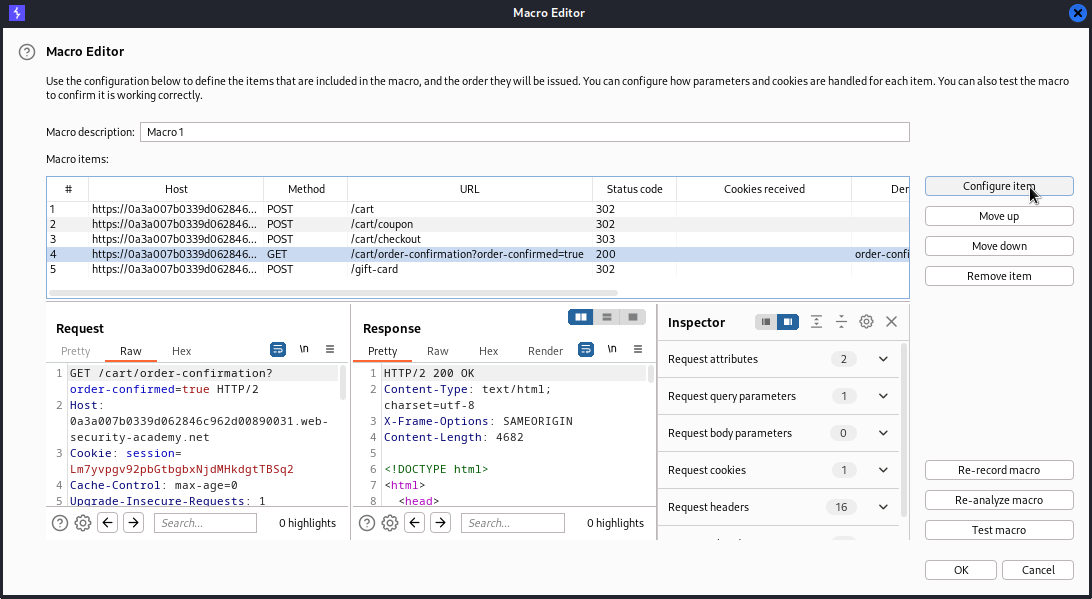 Macro Editor
Macro Editor
Use the configuration below to define the items that are included in the macro, and the order they will be issued. You can configure how parameters and cookies are handled for each item. You can also test the macro
to confirm it is working correctly.
Macro description: Macro 1
Macro items:
# Host Method URL Status code Cookies received Der
1 https://0a3a007b0339d062846... POST /cart 302
2 https://0a3a007b0339d062846... POST /cart/coupon 302
3 https://0a3a007b0339d062846... POST /cart/checkout 303
4 https://0a3a007b0339d062846... GET /cart/order-confirmation?order-confirmed=true 200 order-confi
5 https://0a3a007b0339d062846... POST /gift-card 302
Configure item
Move up
Move down
Remove item
Request
Pretty Raw Hex \n
1 GET /cart/order-confirmation?
order-confirmed=true HTTP/2
2 Host:
0a3a007b0339d062846c962d00890031.web-
security-academy.net
3 Cookie: session=
Lm7yvpgv92pbGtbgbxNjdMHkdgtTBSq2
4 Cache-Control: max-age=0
5 Upgrade-Insecure-Requests: 1
Search... 0 highlights
Response
Pretty Raw Hex Render \n
1 HTTP/2 200 OK
2 Content-Type: text/html;
charset=utf-8
3 X-Frame-Options: SAMEORIGIN
4 Content-Length: 4682
5
6 <!DOCTYPE html>
7 <html>
8 <head>
Search... 0 highlights
Inspector
Request attributes 2
Request query parameters 1
Request body parameters 0
Request cookies 1
Request headers 16
Re-record macro
Re-analyze macro
Test macro
OK Cancel